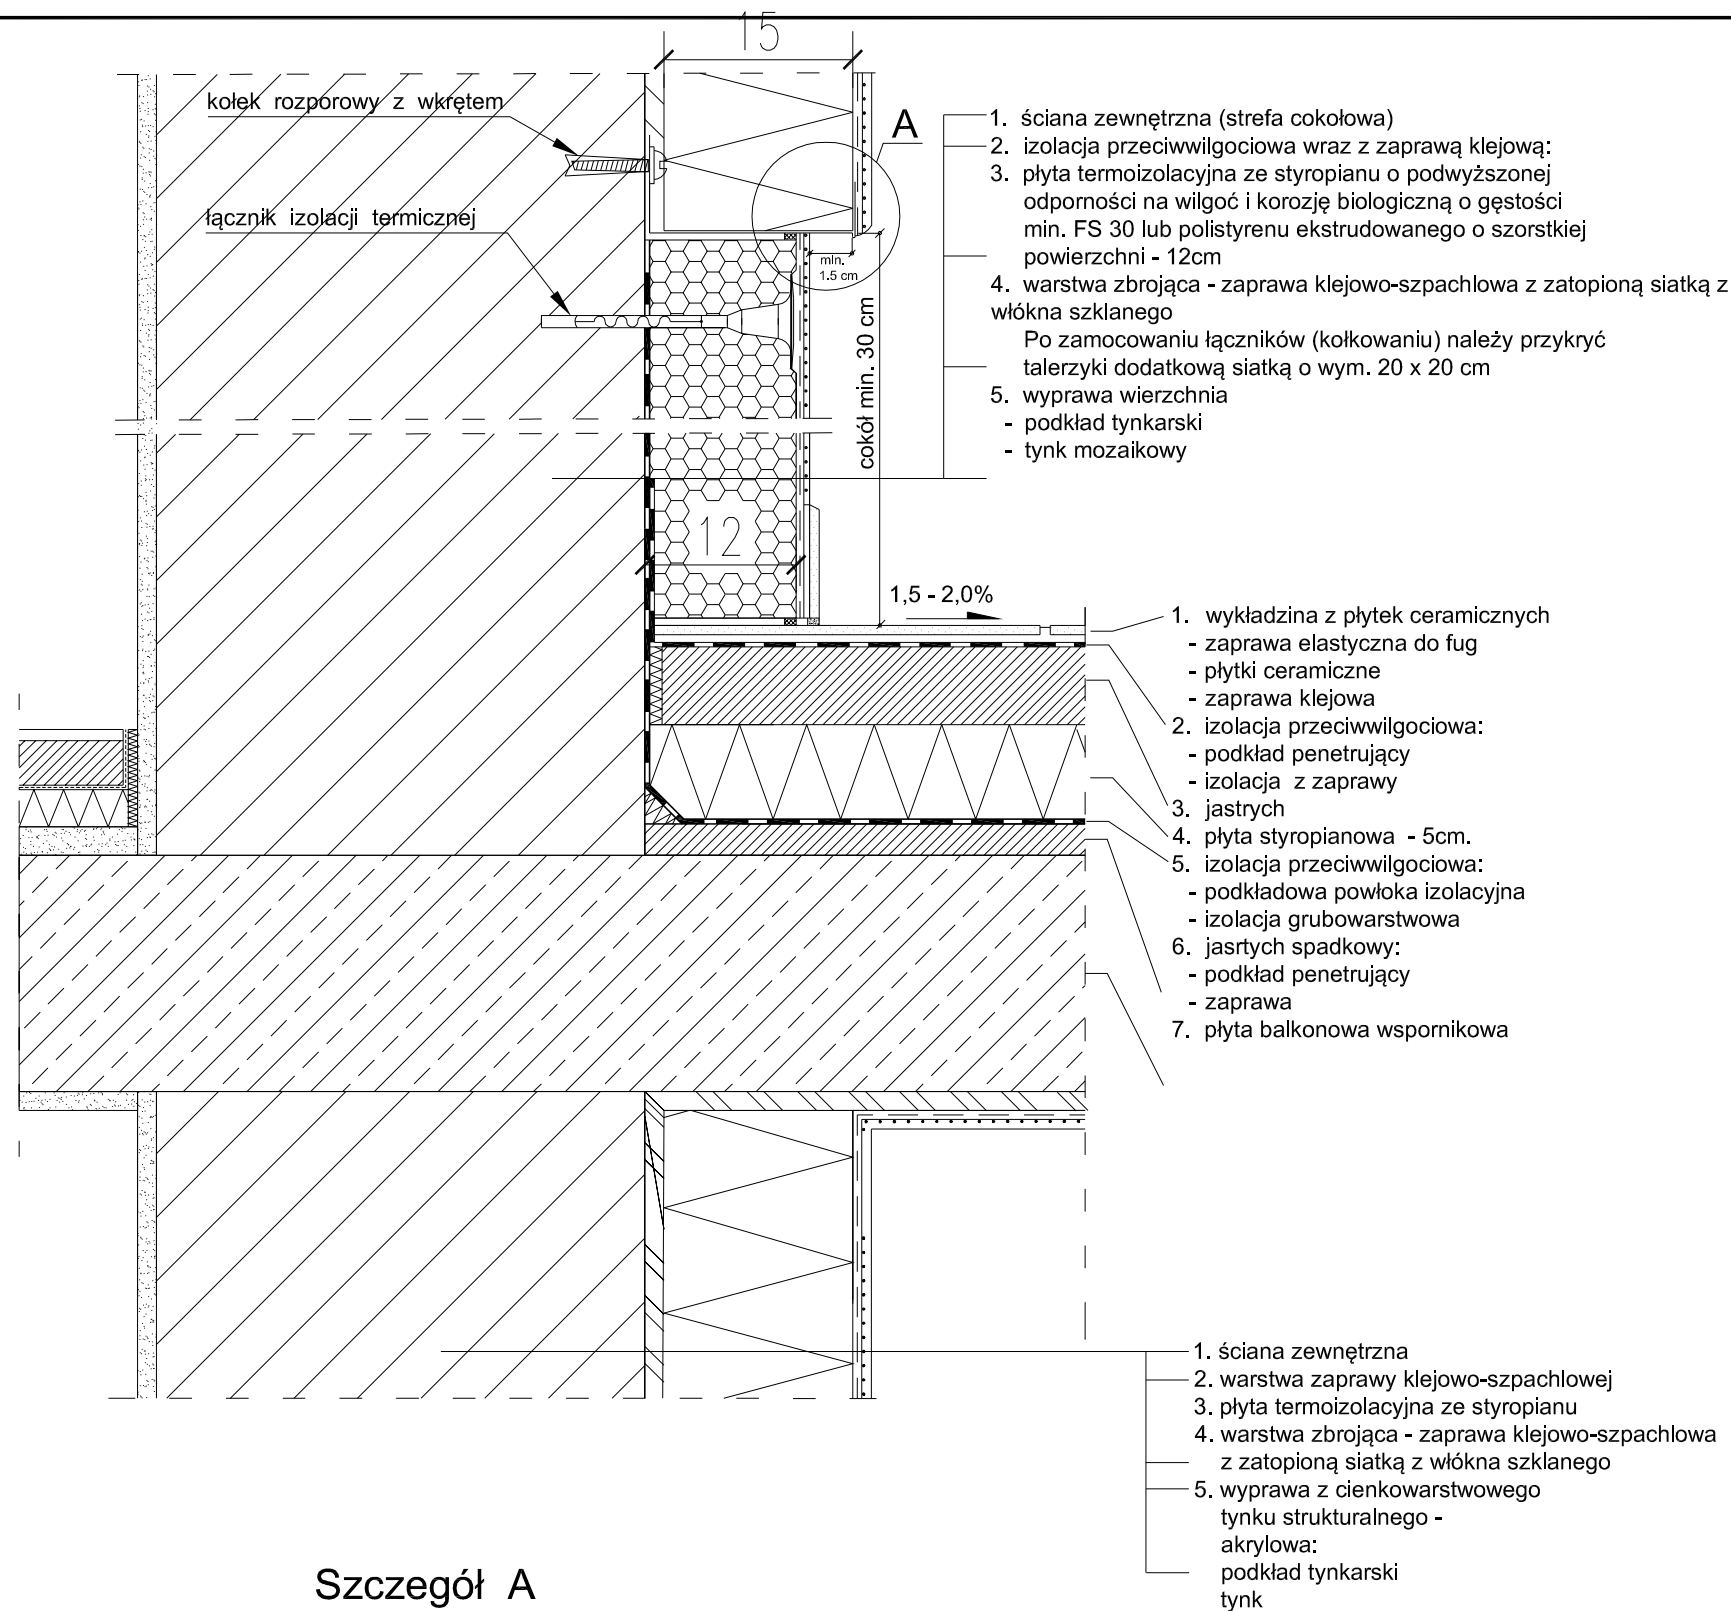 15
kołek rozporowy z wkrętem
łącznik izolacji termicznej
A
min.
1.5 cm
cokół min. 30 cm
12
1,5 - 2,0%
1. ściana zewnętrzna (strefa cokołowa)
2. izolacja przeciwwilgociowa wraz z zaprawą klejową:
3. płyta termoizolacyjna ze styropianu o podwyższonej
odporności na wilgoć i korozję biologiczną o gęstości
min. FS 30 lub polistyrenu ekstrudowanego o szorstkiej
powierzchni - 12cm
4. warstwa zbrojąca - zaprawa klejowo-szpachlowa z zatopioną siatką z
włókna szklanego
Po zamocowaniu łączników (kołkowaniu) należy przykryć
talerzyki dodatkową siatką o wym. 20 x 20 cm
5. wyprawa wierzchnia
- podkład tynkarski
- tynk mozaikowy
1. wykładzina z płytek ceramicznych
- zaprawa elastyczna do fug
- płytki ceramiczne
- zaprawa klejowa
2. izolacja przeciwwilgociowa:
- podkład penetrujący
- izolacja z zaprawy
3. jastrych
4. płyta styropianowa - 5cm.
5. izolacja przeciwwilgociowa:
- podkładowa powłoka izolacyjna
- izolacja grubowarstwowa
6. jasrtych spadkowy:
- podkład penetrujący
- zaprawa
7. płyta balkonowa wspornikowa
1. ściana zewnętrzna
2. warstwa zaprawy klejowo-szpachlowej
3. płyta termoizolacyjna ze styropianu
4. warstwa zbrojąca - zaprawa klejowo-szpachlowa
z zatopioną siatką z włókna szklanego
5. wyprawa z cienkowarstwowego
tynku strukturalnego -
akrylowa:
podkład tynkarski
tynk
Szczegół A